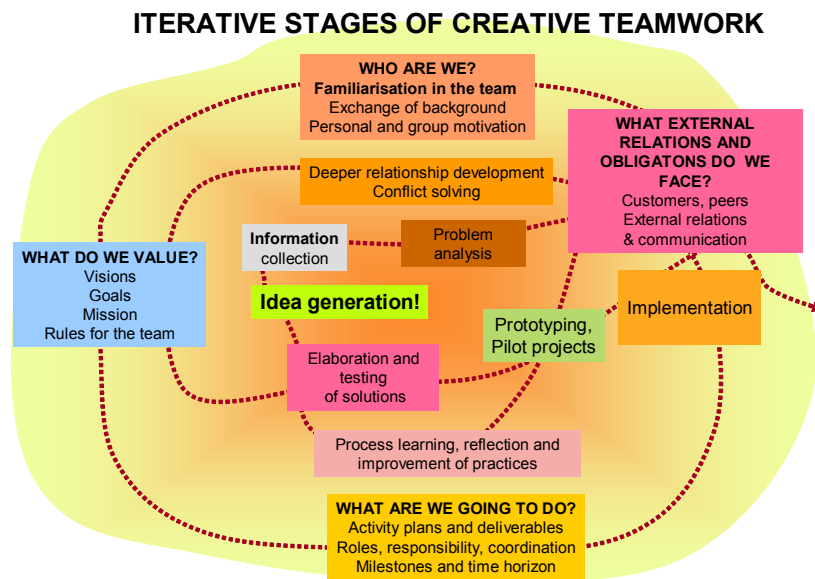 ITERATIVE STAGES OF CREATIVE TEAMWORK
WHO ARE WE?
Familiarisation in the team
Exchange of background
Personal and group motivation
WHAT EXTERNAL
RELATIONS AND
OBLIGATONS DO WE
FACE?
Customers, peers
External relations
& communication
Deeper relationship development
Conflict solving
Information
collection
Problem
analysis
WHAT DO WE VALUE?
Visions
Goals
Mission
Rules for the team
Idea generation!
Implementation
Prototyping,
Pilot projects
Elaboration and
testing
of solutions
Process learning, reflection and
improvement of practices
WHAT ARE WE GOING TO DO?
Activity plans and deliverables
Roles, responsibility, coordination
Milestones and time horizon